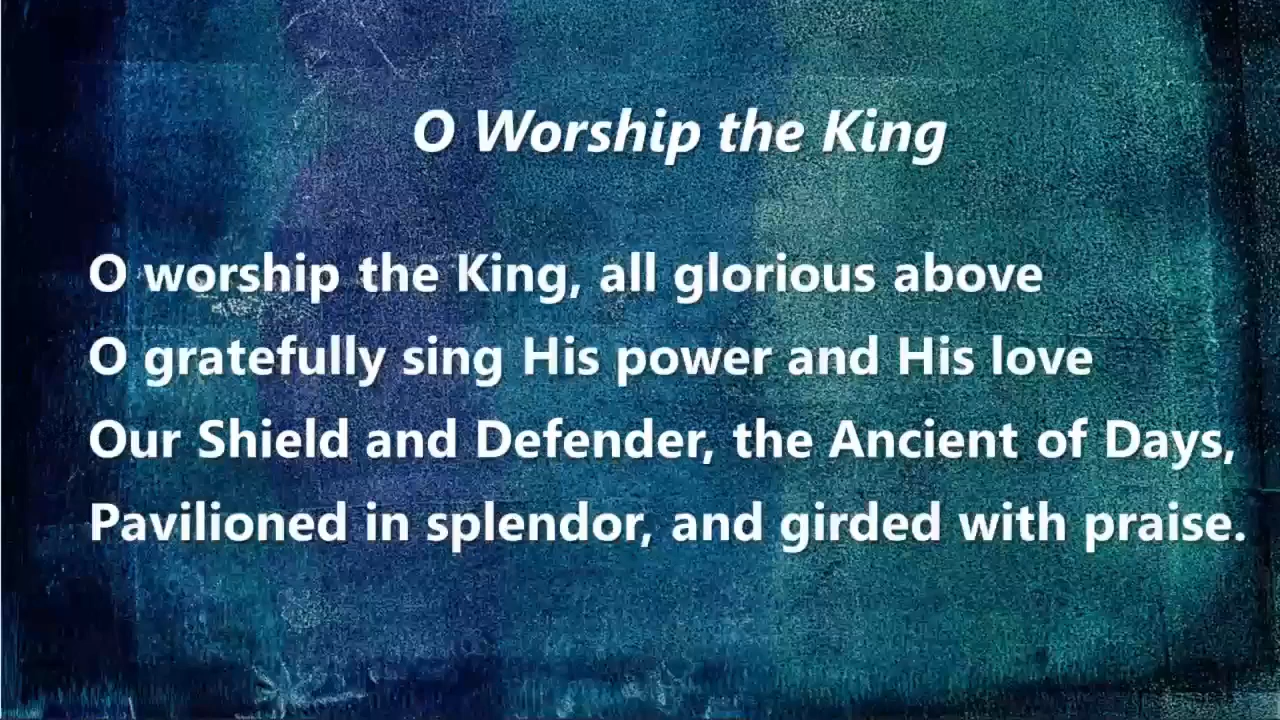 O Worship the King
O worship the King, all glorious above
O gratefully sing His power and His love
Our Shield and Defender, the Ancient of Days,
Pavilioned in splendor, and girded with praise.